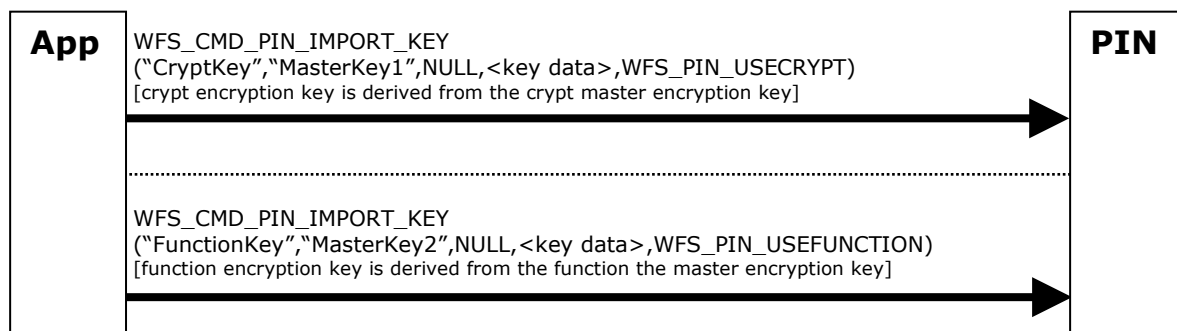 App
PIN
WFS_CMD_PIN_IMPORT_KEY
(“CryptKey”,“MasterKey1”,NULL,<key data>,WFS_PIN_USECRYPT)
[crypt encryption key is derived from the crypt master encryption key]
WFS_CMD_PIN_IMPORT_KEY
(“FunctionKey”,“MasterKey2”,NULL,<key data>,WFS_PIN_USEFUNCTION)
[function encryption key is derived from the function the master encryption key]